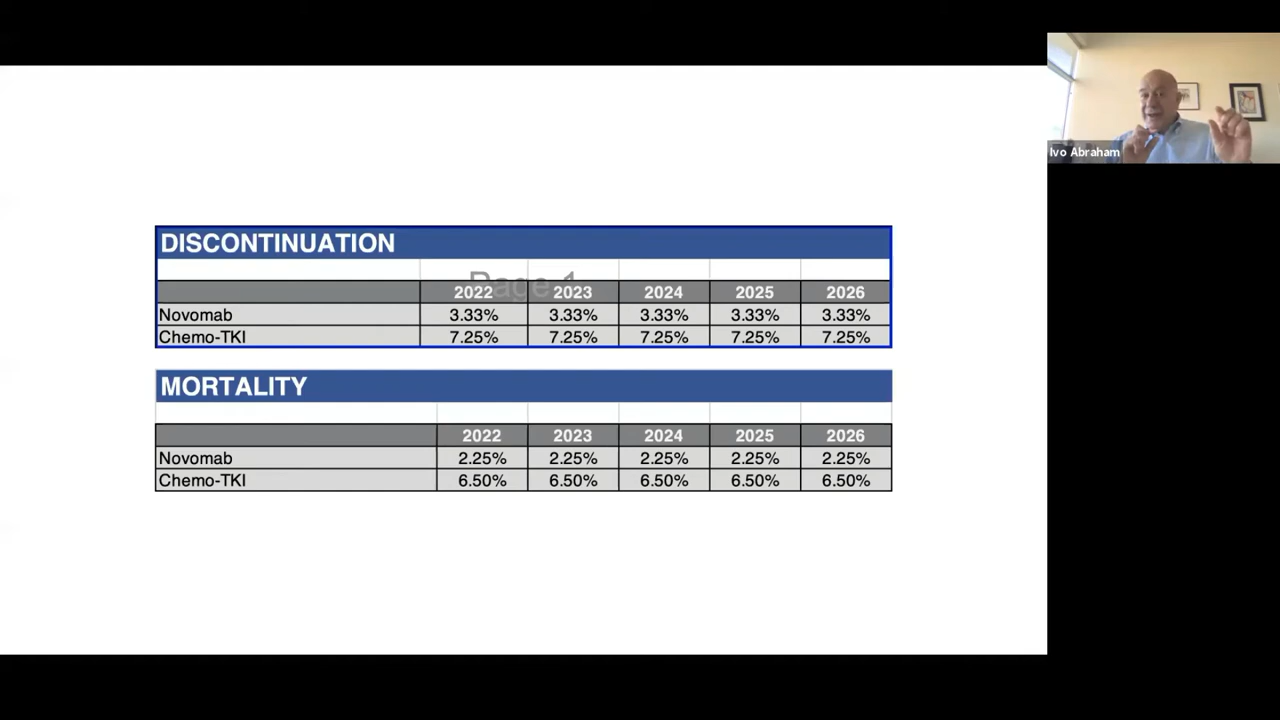 Ivo Abraham
DISCONTINUATION
Page 1
2022 2023 2024 2025 2026
Novomab 3.33% 3.33% 3.33% 3.33% 3.33%
Chemo-TKI 7.25% 7.25% 7.25% 7.25% 7.25%
MORTALITY
2022 2023 2024 2025 2026
Novomab 2.25% 2.25% 2.25% 2.25% 2.25%
Chemo-TKI 6.50% 6.50% 6.50% 6.50% 6.50%